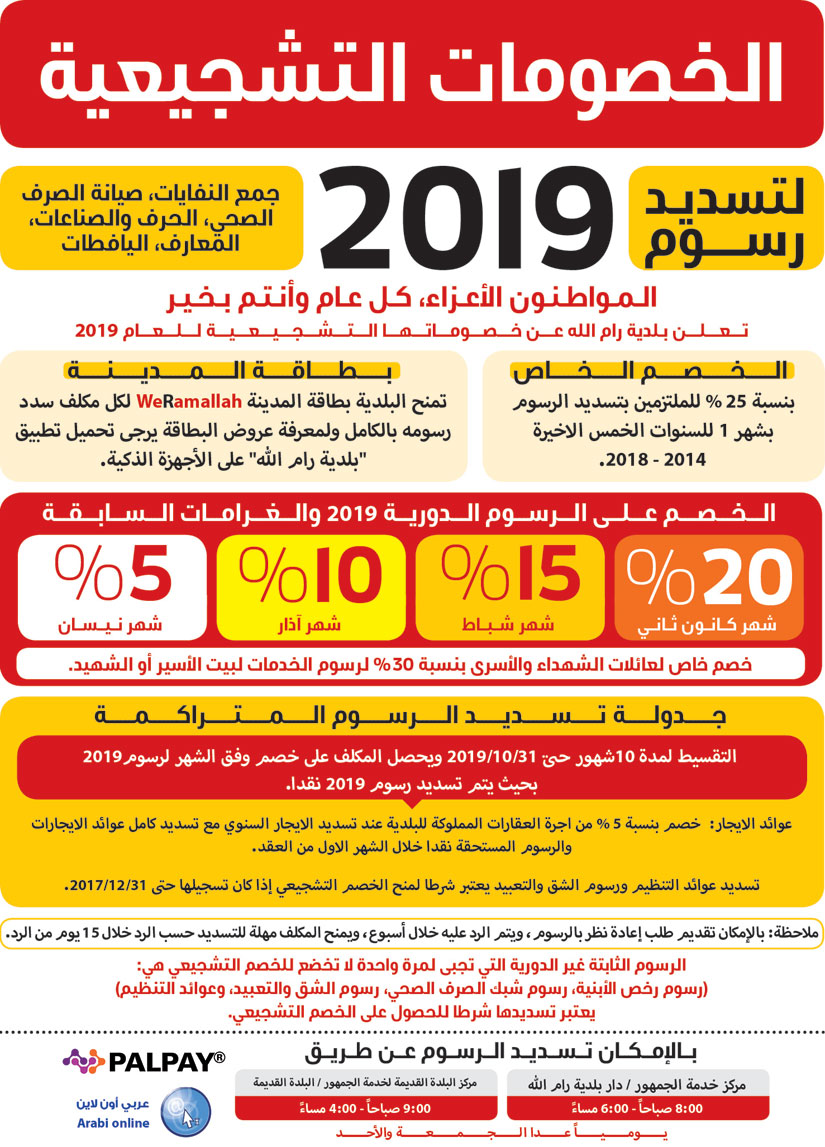 الخصومات التشجيعية
لتسديد
رسوم
2019
جمع النفايات، صيانة الصرف
الصحي، الحرف والصناعات،
المعارف، اليافطات
المواطنون الأعزاء، كل عام وأنتم بخير
تعلن بلدية رام الله عن خصوماتها التشجيعية للعام 2019
الخصم الخاص
بنسبة 25 % للملتزمين بتسديد الرسوم
بشهر 1 للسنوات الخمس الاخيرة
2014 - 2018.
بطاقة المدينة
تمنح البلدية بطاقة المدينة WeRamallah لكل مكلف سدد
رسومه بالكامل ولمعرفة عروض البطاقة يرجى تحميل تطبيق
"بلدية رام الله" على الأجهزة الذكية.
الخصم على الرسوم الدورية 2019 والغرامات السابقة
%20
شهر كانون ثاني
%15
شهر شباط
%10
شهر آذار
%5
شهر نيسان
خصم خاص لعائلات الشهداء والأسرى بنسبة 30% لرسوم الخدمات لبيت الأسير أو الشهيد.
جدولة تسديد الرسوم المتراكمة
التقسيط لمدة 10شهور حتىّ 2019/10/31 ويحصل المكلف على خصم وفق الشهر لرسوم2019
بحيث يتم تسديد رسوم 2019 نقدا.
عوائد الايجار: خصم بنسبة 5 % من اجرة العقارات المملوكة للبلدية عند تسديد الايجار السنوي مع تسديد كامل عوائد الايجارات
والرسوم المستحقة نقدا خلال الشهر الاول من العقد.
تسديد عوائد التنظيم ورسوم الشق والتعبيد يعتبر شرطا لمنح الخصم التشجيعي إذا كان تسجيلها حتى 2017/12/31.
ملاحظة: بالإمكان تقديم طلب إعادة نظر بالرسوم ، ويتم الرد عليه خلال أسبوع، ويمنح المكلف مهلة للتسديد حسب الرد خلال 15 يوم من الرد.
الرسوم الثابتة غير الدورية التي تجبى لمرة واحدة لا تخضع للخصم التشجيعي هي:
(رسوم رخص الأبنية، رسوم شبك الصرف الصحي، رسوم الشق والتعبيد، وعوائد التنظيم)
يعتبر تسديدها شرطا للحصول على الخصم التشجيعي.
بالإمكان تسديد الرسوم عن طريق
مركز خدمة الجمهور / دار بلدية رام الله
8:00 صباحاً - 6:00 مساءً
مركز البلدة القديمة لخدمة الجمهور / البلدة القديمة
9:00 صباحاً - 4:00 مساءً
يومياً عدا الجمعة والأحد
PALPAY®
عربي أون لاين
Arabi online